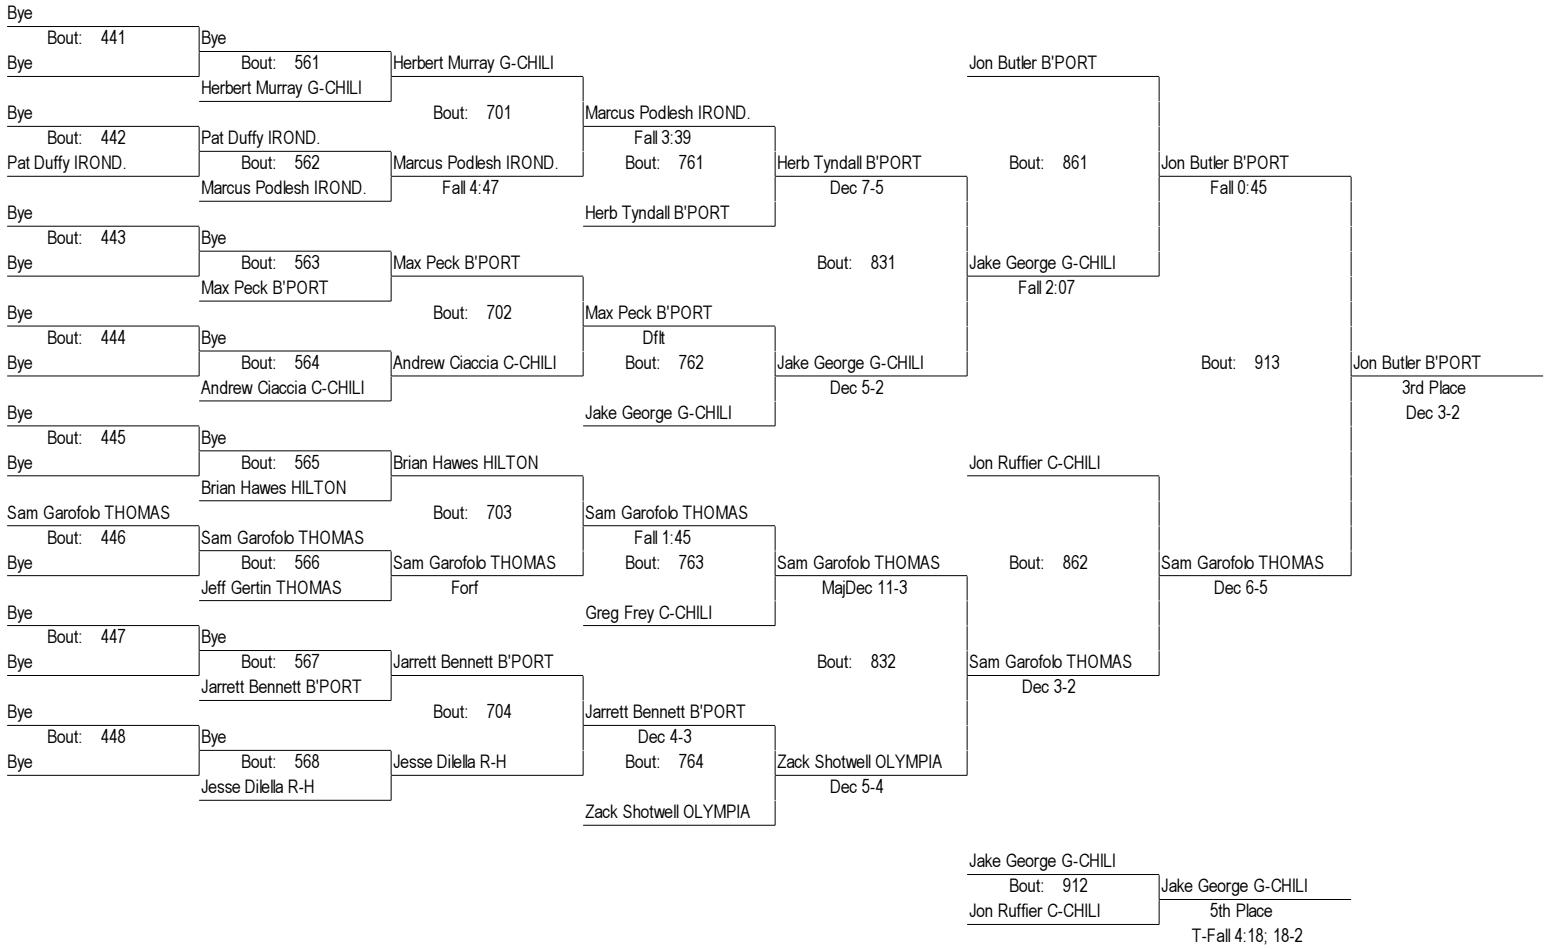 Bye
Bout: 441 Bye
Bye Bout: 561 Herbert Murray G-CHILI Jon Butler B'PORT
Herbert Murray G-CHILI
Bye Bout: 701 Marcus Podlesh IROND.
Bout: 442 Pat Duffy IROND. Fall 3:39
Pat Duffy IROND. Bout: 562 Marcus Podlesh IROND. Bout: 761 Herb Tyndall B'PORT Bout: 861 Jon Butler B'PORT
Marcus Podlesh IROND. Fall 4:47 Dec 7-5 Fall 0:45
Bye Herb Tyndall B'PORT
Bout: 443 Bye
Bye Bout: 563 Max Peck B'PORT Bout: 831 Jake George G-CHILI
Max Peck B'PORT Fall 2:07
Bye Bout: 702 Max Peck B'PORT
Bout: 444 Bye Dflt
Bye Bout: 564 Andrew Ciaccia C-CHILI Bout: 762 Jake George G-CHILI Bout: 913 Jon Butler B'PORT
Andrew Ciaccia C-CHILI Dec 5-2 3rd Place
Bye Jake George G-CHILI Dec 3-2
Bout: 445 Bye
Bye Bout: 565 Brian Hawes HILTON Jon Ruffier C-CHILI
Brian Hawes HILTON
Sam Garofolo THOMAS Bout: 703 Sam Garofolo THOMAS
Bout: 446 Sam Garofolo THOMAS Fall 1:45
Bye Bout: 566 Sam Garofolo THOMAS Bout: 763 Sam Garofolo THOMAS Bout: 862 Sam Garofolo THOMAS
Jeff Gertin THOMAS Forf MajDec 11-3 Dec 6-5
Bye Greg Frey C-CHILI
Bout: 447 Bye
Bye Bout: 567 Jarrett Bennett B'PORT Bout: 832 Sam Garofolo THOMAS
Jarrett Bennett B'PORT Dec 3-2
Bye Bout: 704 Jarrett Bennett B'PORT
Bout: 448 Bye Dec 4-3
Bye Bout: 568 Jesse Dilella R-H Bout: 764 Zack Shotwell OLYMPIA
Jesse Dilella R-H Dec 5-4
Zack Shotwell OLYMPIA
Jake George G-CHILI
Bout: 912 Jake George G-CHILI
Jon Ruffier C-CHILI 5th Place
T-Fall 4:18; 18-2